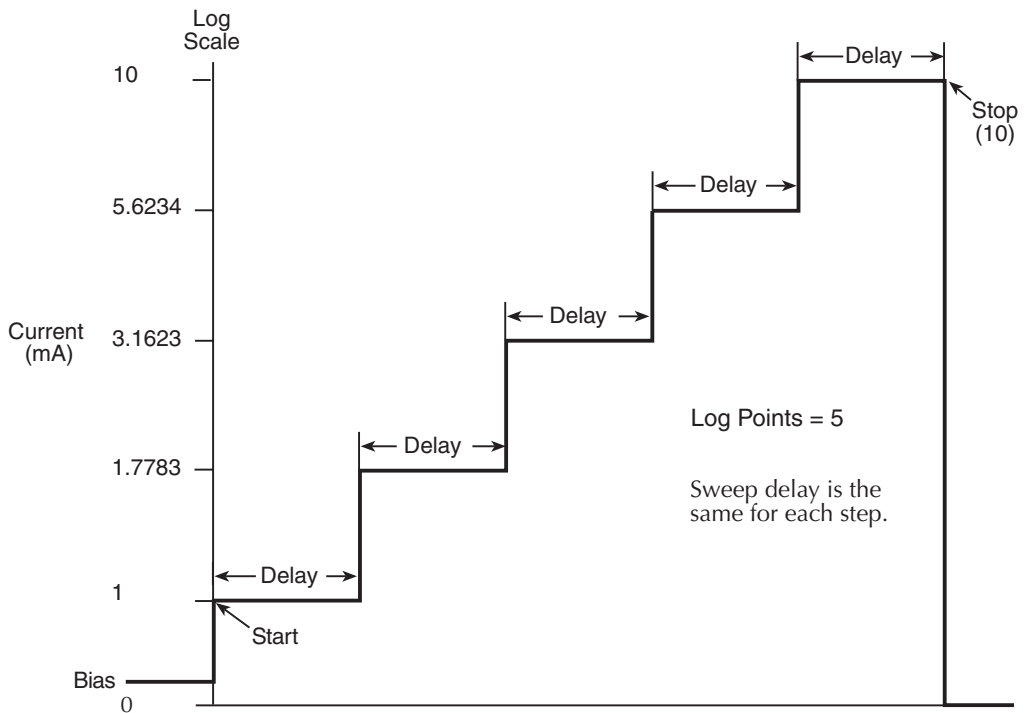 Log
Scale
Delay
10
Stop
(10)
Delay
5.6234
Delay
Current
(mA)
3.1623
Log Points = 5
Delay
1.7783
Sweep delay is the
same for each step.
Delay
1
Start
Bias
0